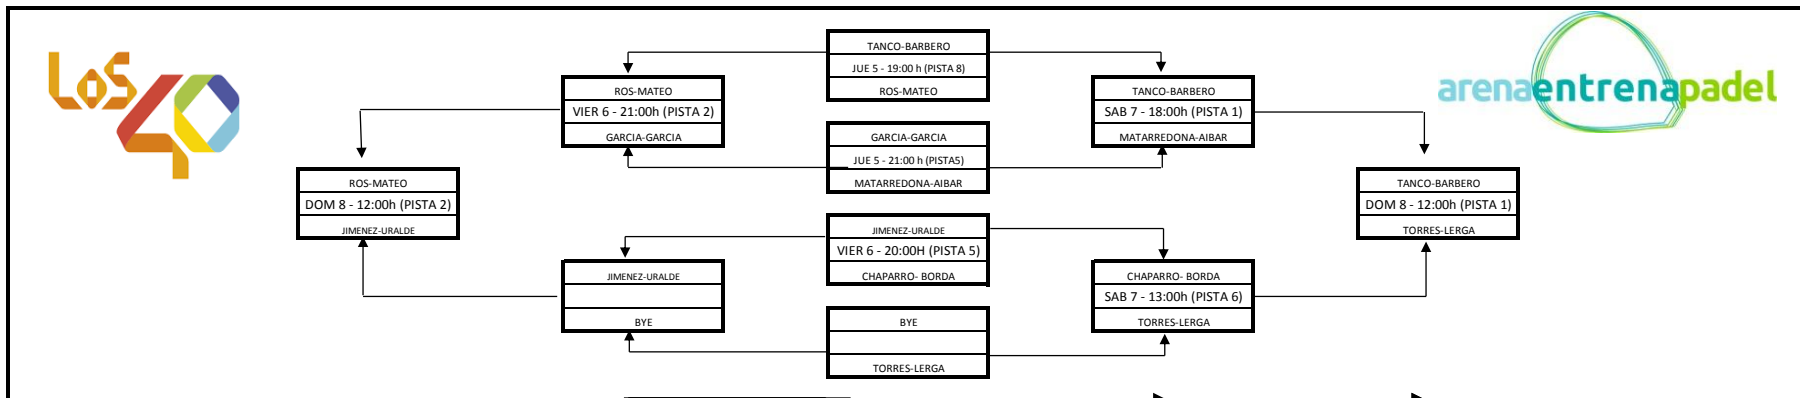 LOS
40
arenaentrenapadel
TANCO-BARBERO
JUE 5 - 19:00 h (PISTA 8)
ROS-MATEO
ROS-MATEO
VIER 6 - 21:00h (PISTA 2)
GARCIA-GARCIA
TANCO-BARBERO
SAB 7 - 18:00h (PISTA 1)
MATARREDONA-AIBAR
GARCIA-GARCIA
JUE 5 - 21:00 h (PISTA5)
MATARREDONA-AIBAR
ROS-MATEO
DOM 8 - 12:00h (PISTA 2)
JIMENEZ-URALDE
TANCO-BARBERO
DOM 8 - 12:00h (PISTA 1)
TORRES-LERGA
JIMENEZ-URALDE
VIER 6 - 20:00H (PISTA 5)
CHAPARRO- BORDA
JIMENEZ-URALDE
BYE
CHAPARRO- BORDA
SAB 7 - 13:00h (PISTA 6)
TORRES-LERGA
BYE
TORRES-LERGA